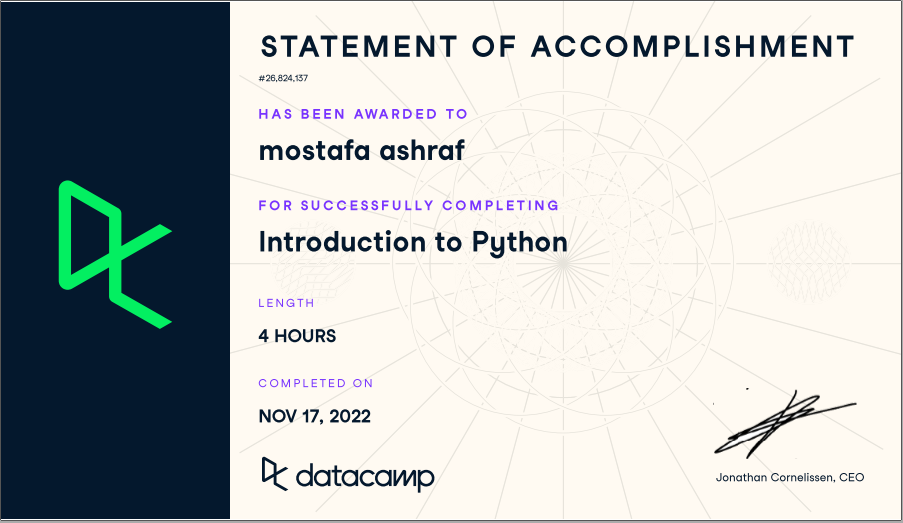 STATEMENT OF ACCOMPLISHMENT
#26,824,137
HAS BEEN AWARDED TO
mostafa ashraf
FOR SUCCESSFULLY COMPLETING
Introduction to Python
LENGTH
4 HOURS
COMPLETED ON
NOV 17, 2022
datacamp
Jonathan Cornelissen, CEO